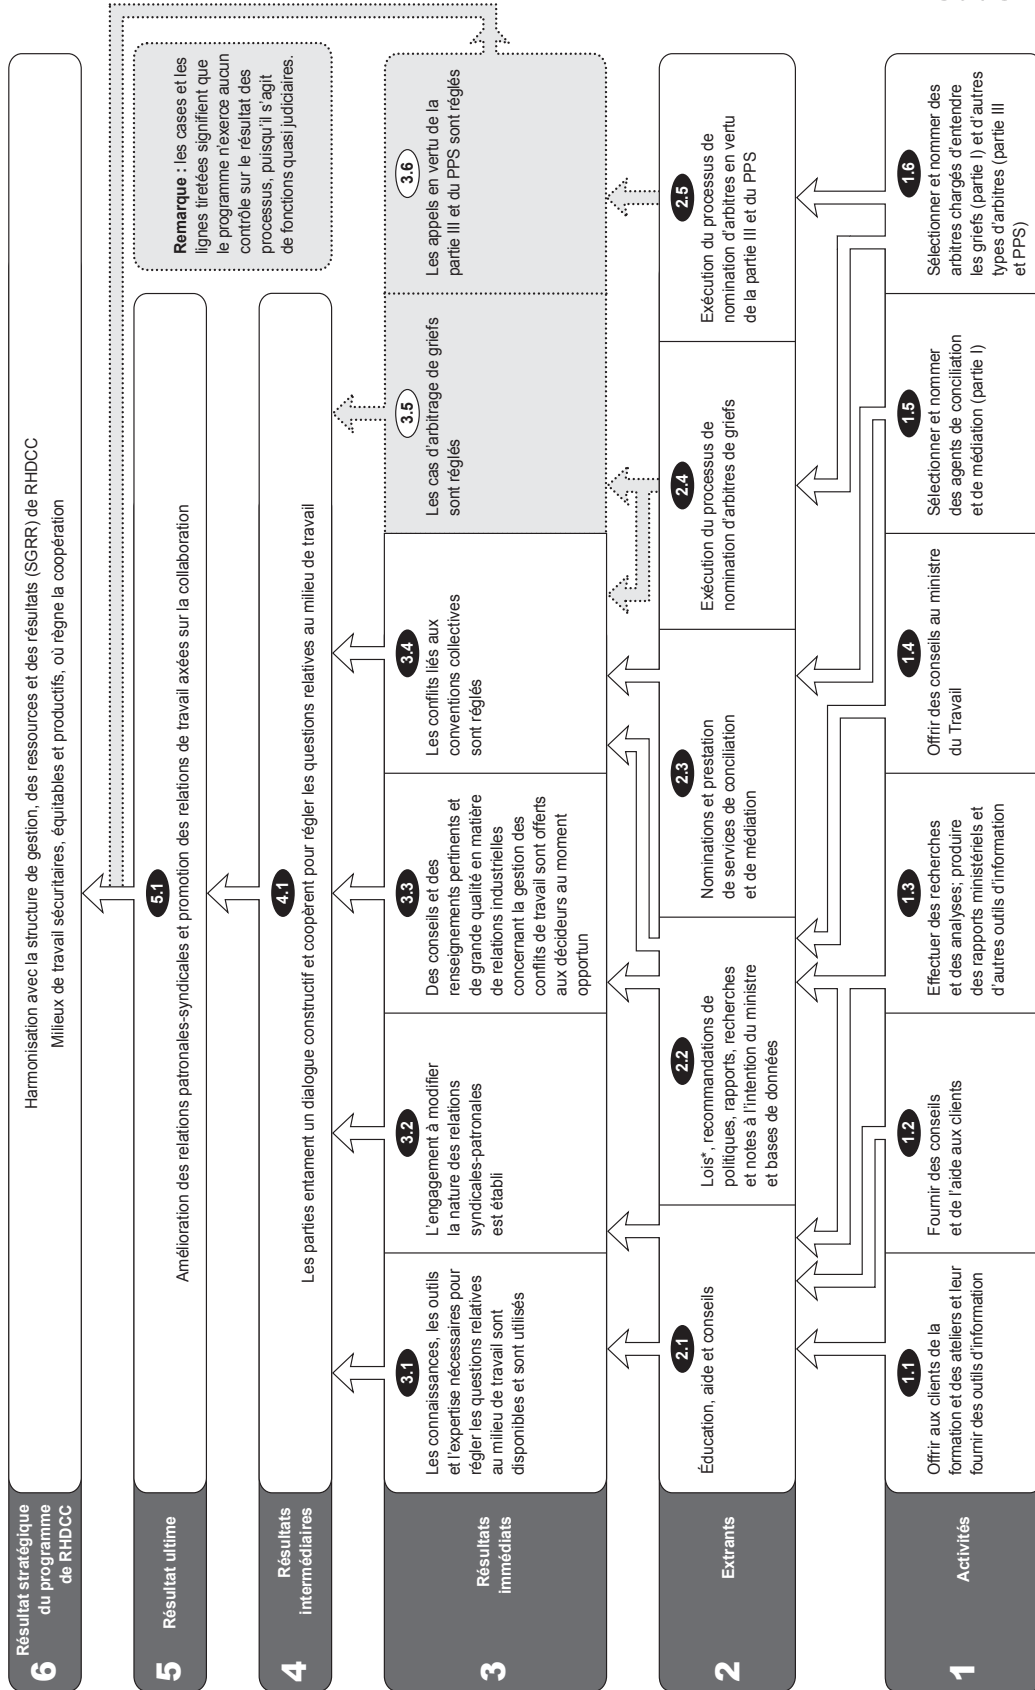 6
Résultat stratégique
du programme
de RHDCC
Harmonisation avec la structure de gestion, des ressources et des résultats (SGRR) de RHDCC
Milieux de travail sécuritaires, équitables et productifs, où règne la coopération
5
Résultat ultime
5.1
Amélioration des relations patronales-syndicales et promotion des relations de travail axées sur la collaboration
Remarque : les cases et les
lignes tiretées signifient que
le programme n'exerce aucun
contrôle sur le résultat des
processus, puisqu'il s'agit
de fonctions quasi judiciaires.
4
Résultats
intermédiaires
4.1
Les parties entament un dialogue constructif et coopèrent pour régler les questions relatives au milieu de travail
3
Résultats
immédiats
3.1
Les connaissances, les outils
et l'expertise nécessaires pour
régler les questions relatives
au milieu de travail sont
disponibles et sont utilisés
3.2
L'engagement à modifier
la nature des relations
syndicales-patronales
est établi
3.3
Des conseils et des
renseignements pertinents et
de grande qualité en matière
de relations industrielles
concernant la gestion des
conflits de travail sont offerts
aux décideurs au moment
opportun
3.4
Les conflits liés aux
conventions collectives
sont réglés
3.5
Les cas d'arbitrage de griefs
sont réglés
3.6
Les appels en vertu de la
partie III et du PPS sont réglés
2
Extrants
2.1
Éducation, aide et conseils
2.2
Lois*, recommandations de
politiques, rapports, recherches
et notes à l'intention du ministre
et bases de données
2.3
Nominations et prestation
de services de conciliation
et de médiation
2.4
Exécution du processus de
nomination d'arbitres de griefs
2.5
Exécution du processus de
nomination d'arbitres en vertu
de la partie III et du PPS
1
Activités
1.1
Offrir aux clients de la
formation et des ateliers et leur
fournir des outils d'information
1.2
Fournir des conseils
et de l'aide aux clients
1.3
Effectuer des recherches
et des analyses; produire
des rapports ministériels et
d'autres outils d'information
1.4
Offrir des conseils au ministre
du Travail
1.5
Sélectionner et nommer
des agents de conciliation
et de médiation (partie I)
1.6
Sélectionner et nommer des
arbitres chargés d'entendre
les griefs (partie I) et d'autres
types d'arbitres (partie III
et PPS)